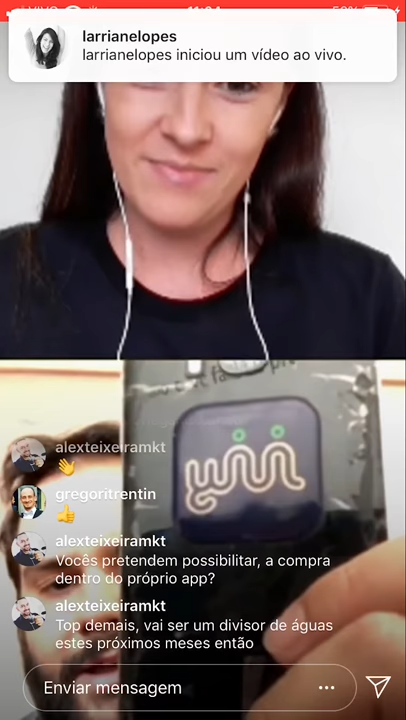 larrianelopes
larrianelopes iniciou um vídeo ao vivo.
alexteixeiramkt
👋
gregoritrentin
👍
alexteixeiramkt
Vocês pretendem possibilitar, a compra
dentro do próprio app?
alexteixeiramkt
Top demais, vai ser um divisor de águas
estes próximos meses então
Enviar mensagem